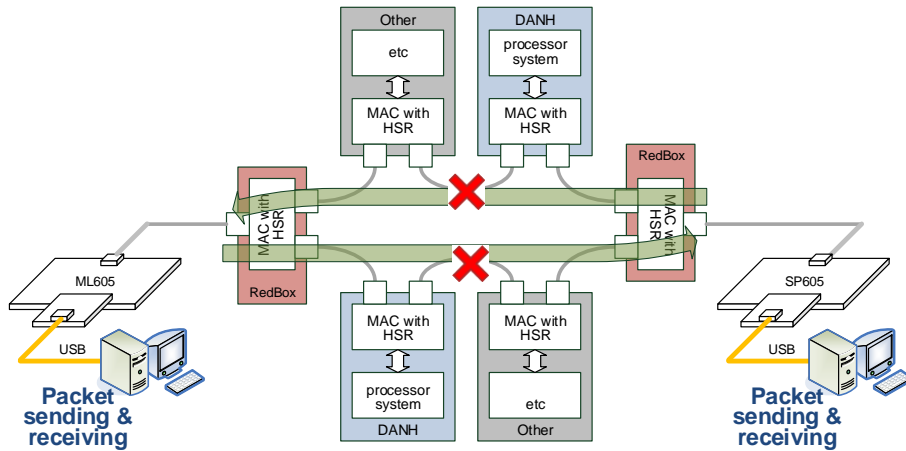 Other
etc
MAC with
HSR
DANH
processor
system
MAC with
HSR
RedBox
MAC with
HSR
RedBox
MAC with
HSR
ML605
USB
Packet
sending &
receiving
SP605
USB
Packet
sending &
receiving
MAC with
HSR
processor
system
DANH
MAC with
HSR
etc
Other